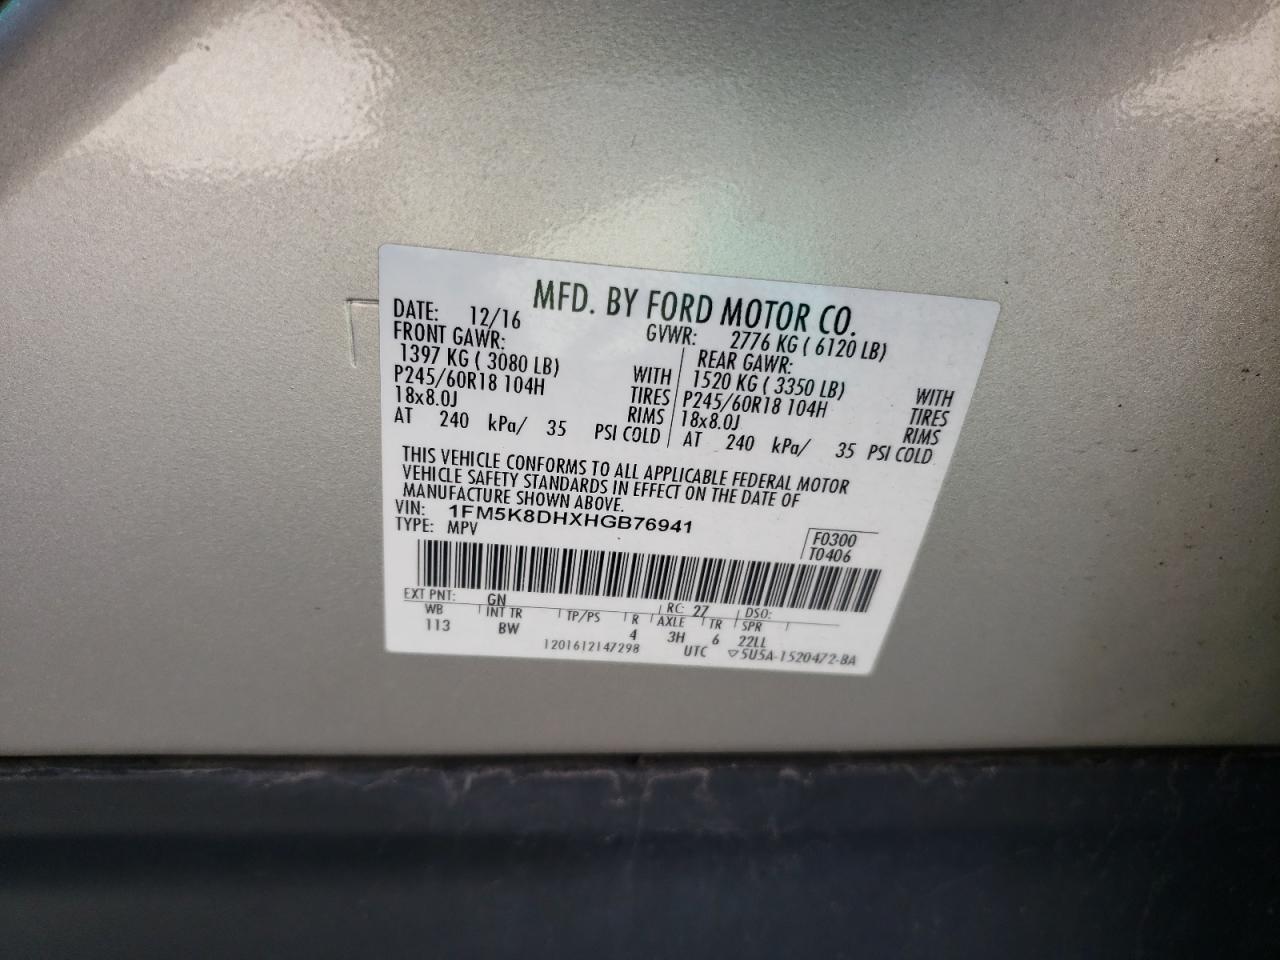 MFD. BY FORD MOTOR CO.
DATE: 12/16 GVWR: 2776 KG ( 6120 LB)
FRONT GAWR: REAR GAWR:
1397 KG ( 3080 LB) WITH 1520 KG ( 3350 LB) WITH
P245/60R18 104H TIRES P245/60R18 104H TIRES
18x8.0J RIMS 18x8.0J RIMS
AT 240 kPa/ 35 PSI COLD AT 240 kPa/ 35 PSI COLD
THIS VEHICLE CONFORMS TO ALL APPLICABLE FEDERAL MOTOR
VEHICLE SAFETY STANDARDS IN EFFECT ON THE DATE OF
MANUFACTURE SHOWN ABOVE.
VIN: 1FM5K8DHXHGB76941
TYPE: MPV
F0300
T0406
EXT PNT: GN RC: 27 DSO:
WB INT TR TP/PS R AXLE TR SPR
113 BW 4 3H 6 22LL
1201612147298 UTC ▽5U5A-1520472-BA